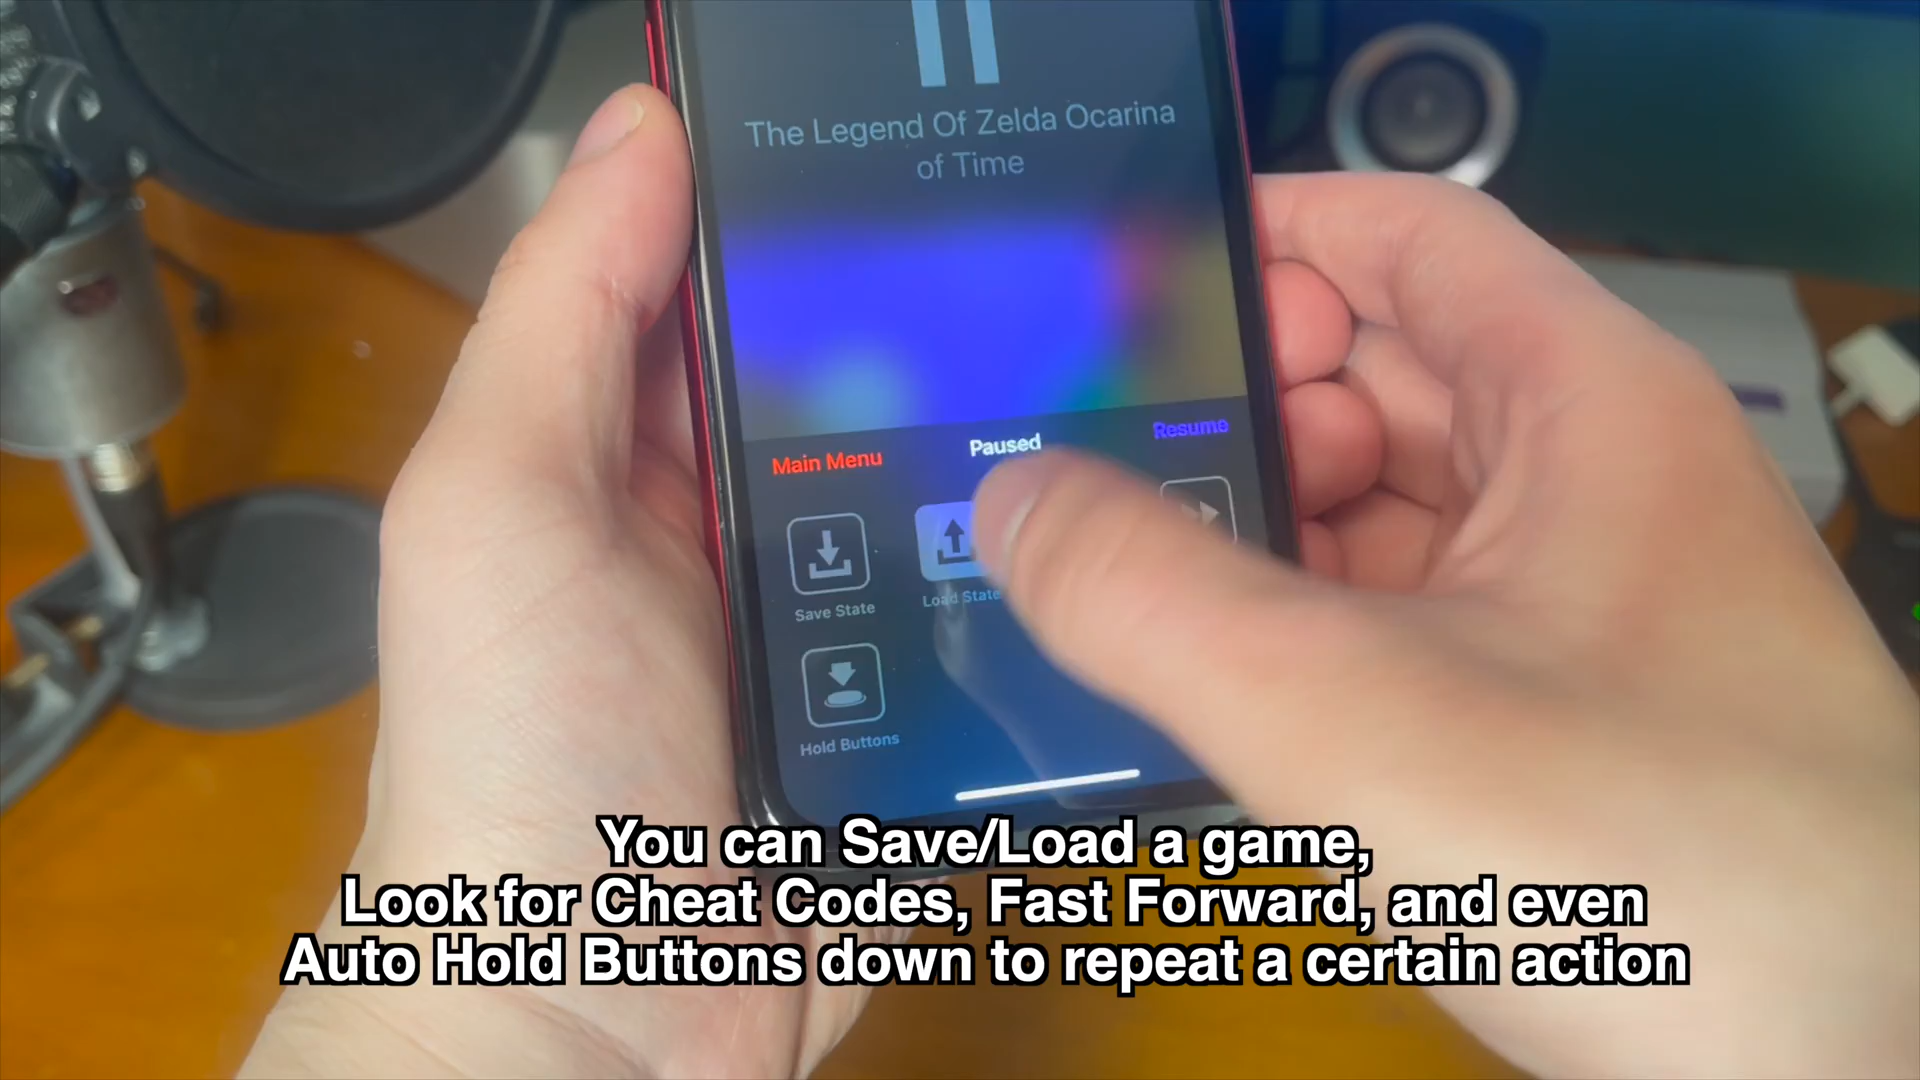 The Legend Of Zelda Ocarina
of Time
Main Menu
Paused
Resume
Save State
Load State
Hold Buttons
You can Save/Load a game,
Look for Cheat Codes, Fast Forward, and even
Auto Hold Buttons down to repeat a certain action